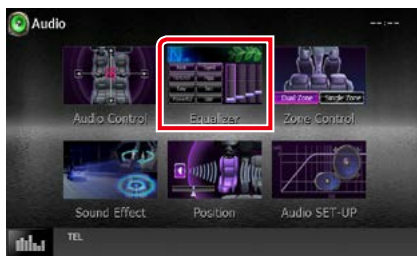 Audio
--:--
Dual Zone Single Zone
Audio Control Equalizer Zone Control
Sound Effect Position Audio SET-UP
TEL